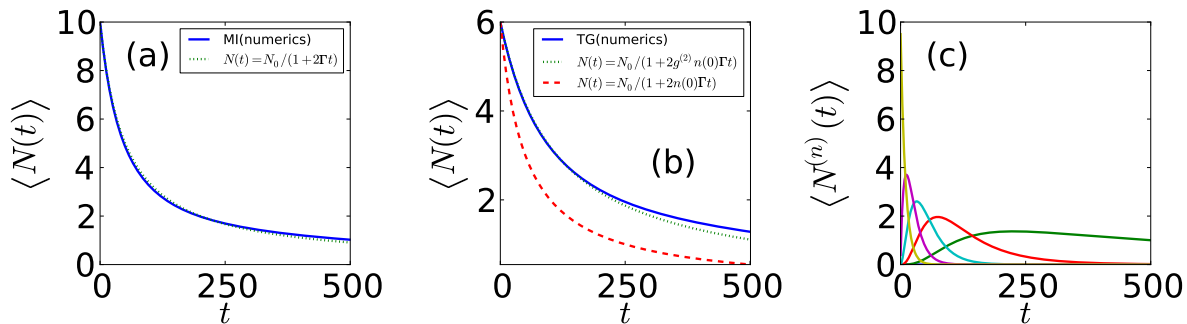 10
8
6
4
2
0
⟨N(t)⟩
(a)
MI(numerics)
N(t)=N₀/(1+2Γt)
0 250 500
t
6
4
2
⟨N(t)⟩
TG(numerics)
N(t)=N₀/(1+2g⁽²⁾n(0)Γt)
N(t)=N₀/(1+2n(0)Γt)
(b)
0 250 500
t
10
8
6
4
2
0
⟨N⁽ⁿ⁾(t)⟩
(c)
0 250 500
t